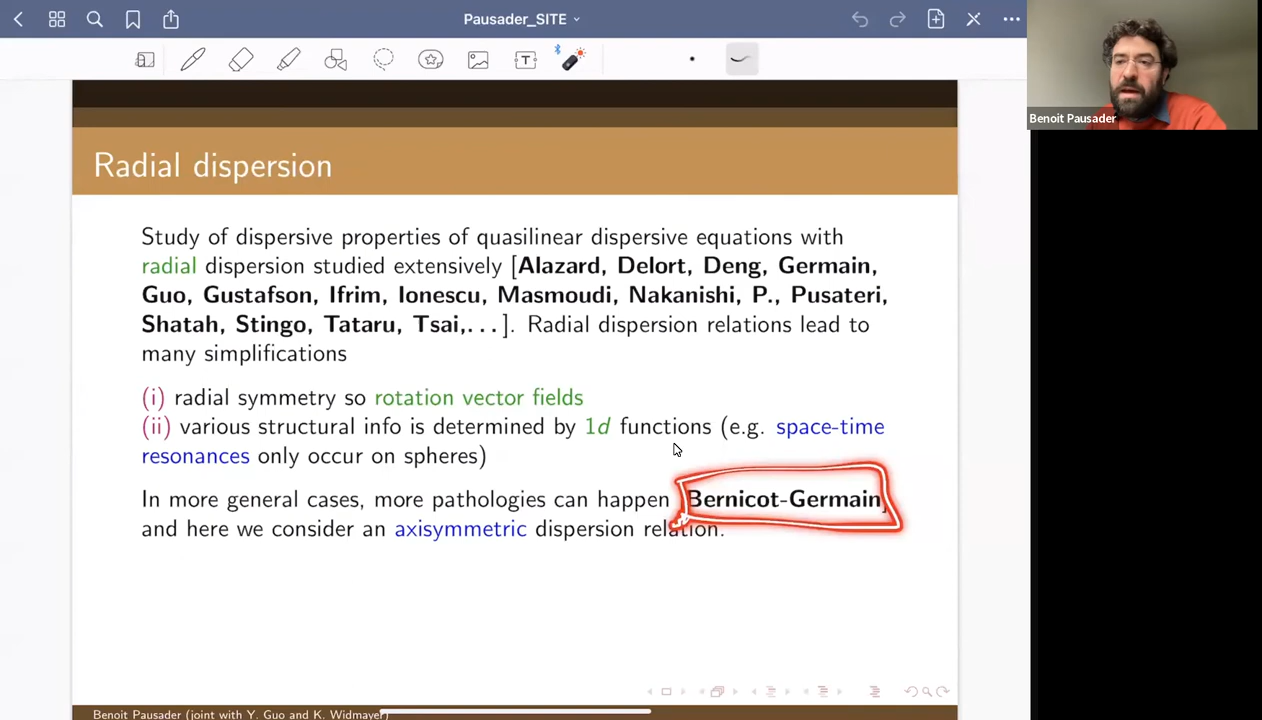 Pausader_SITE
Benoit Pausader
Radial dispersion
Study of dispersive properties of quasilinear dispersive equations with
radial dispersion studied extensively [Alazard, Delort, Deng, Germain,
Guo, Gustafson, Ifrim, Ionescu, Masmoudi, Nakanishi, P., Pusateri,
Shatah, Stingo, Tataru, Tsai,...]. Radial dispersion relations lead to
many simplifications
(i) radial symmetry so rotation vector fields
(ii) various structural info is determined by 1d functions (e.g. space-time
resonances only occur on spheres)
In more general cases, more pathologies can happen [Bernicot-Germain]
and here we consider an axisymmetric dispersion relation.
Benoit Pausader (joint with Y. Guo and K. Widmayer)